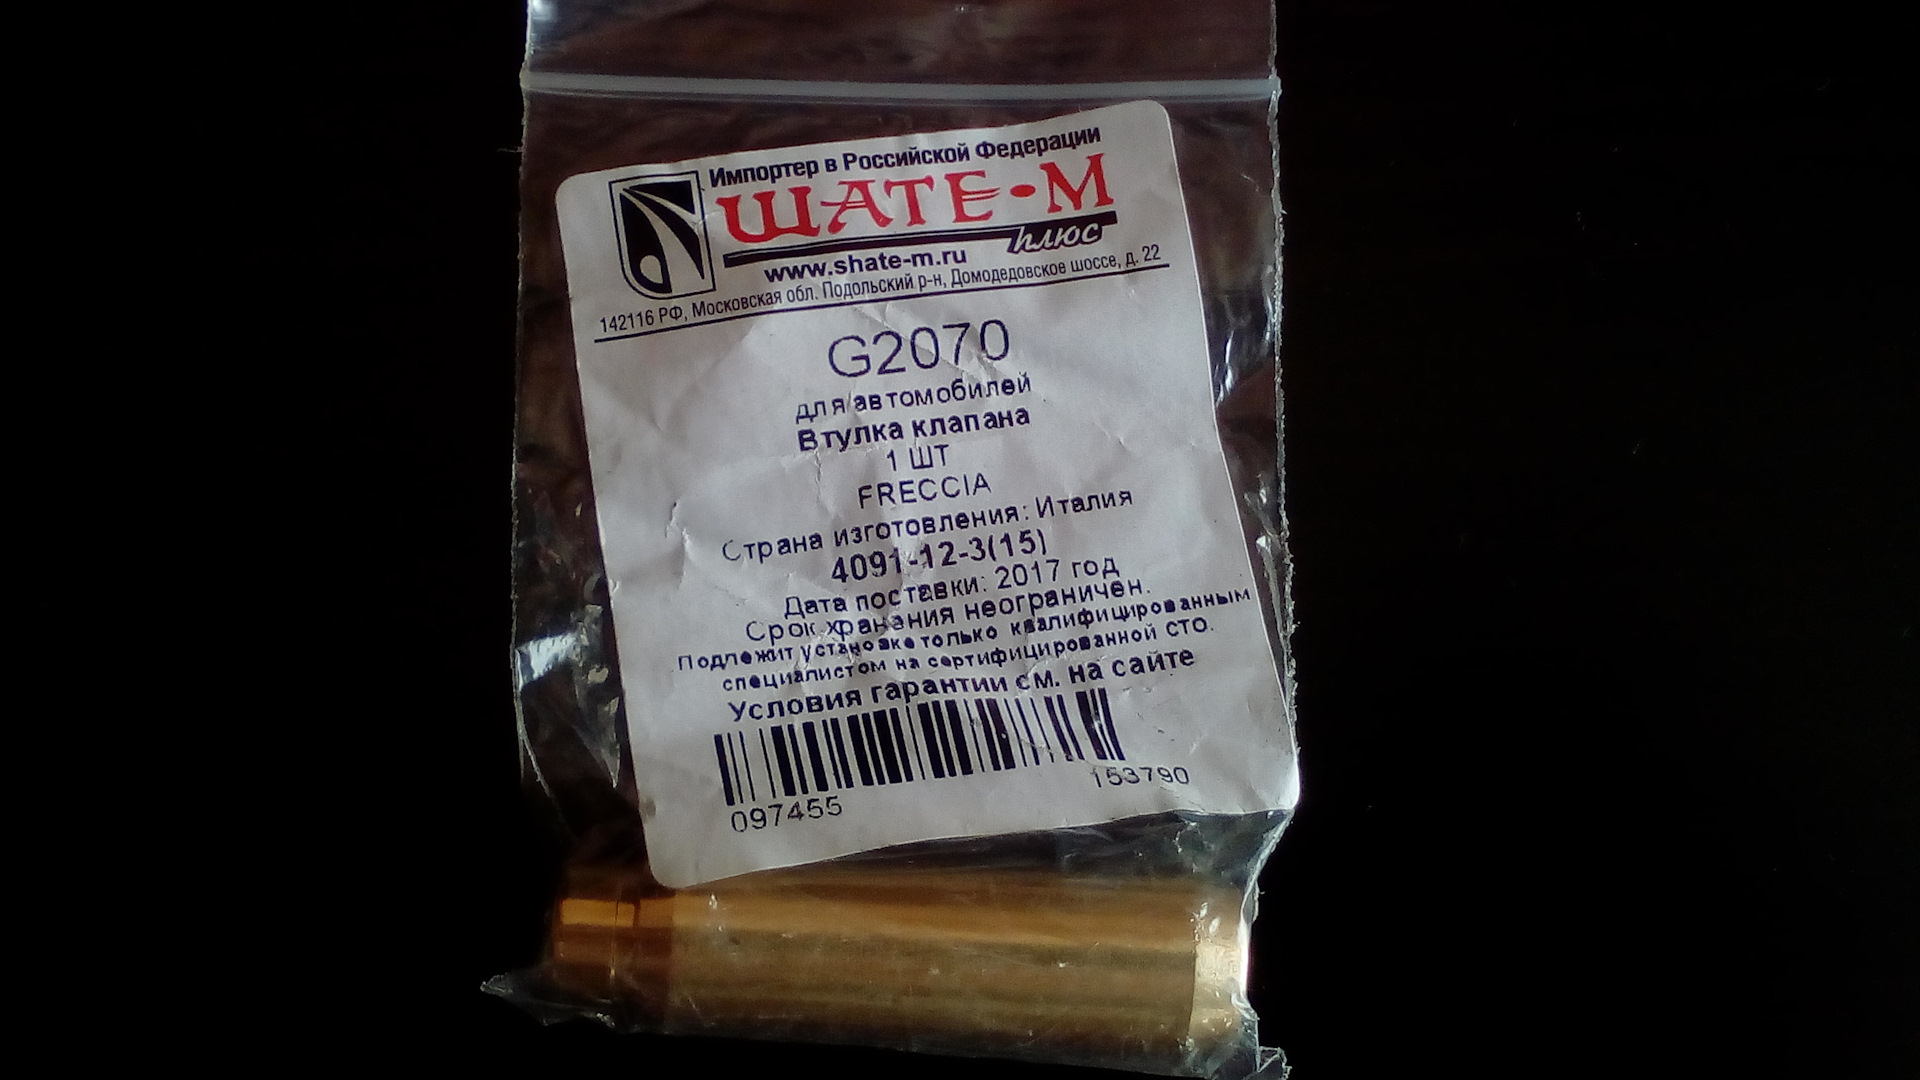 Импортер в Российской Федерации
ШАТЕ-М
плюс
www.shate-m.ru
142116 РФ, Московская обл. Подольский р-н, Домодедовское шоссе, д. 22
G2070
для автомобилей
Втулка клапана
1 ШТ
FRECCIA
Страна изготовления: Италия
4091-12-3(15)
Дата поставки: 2017 год
Срок хранения неограничен.
Подлежит установке только квалифицированным
специалистом на сертифицированной СТО.
Условия гарантии см. на сайте
097455 153790